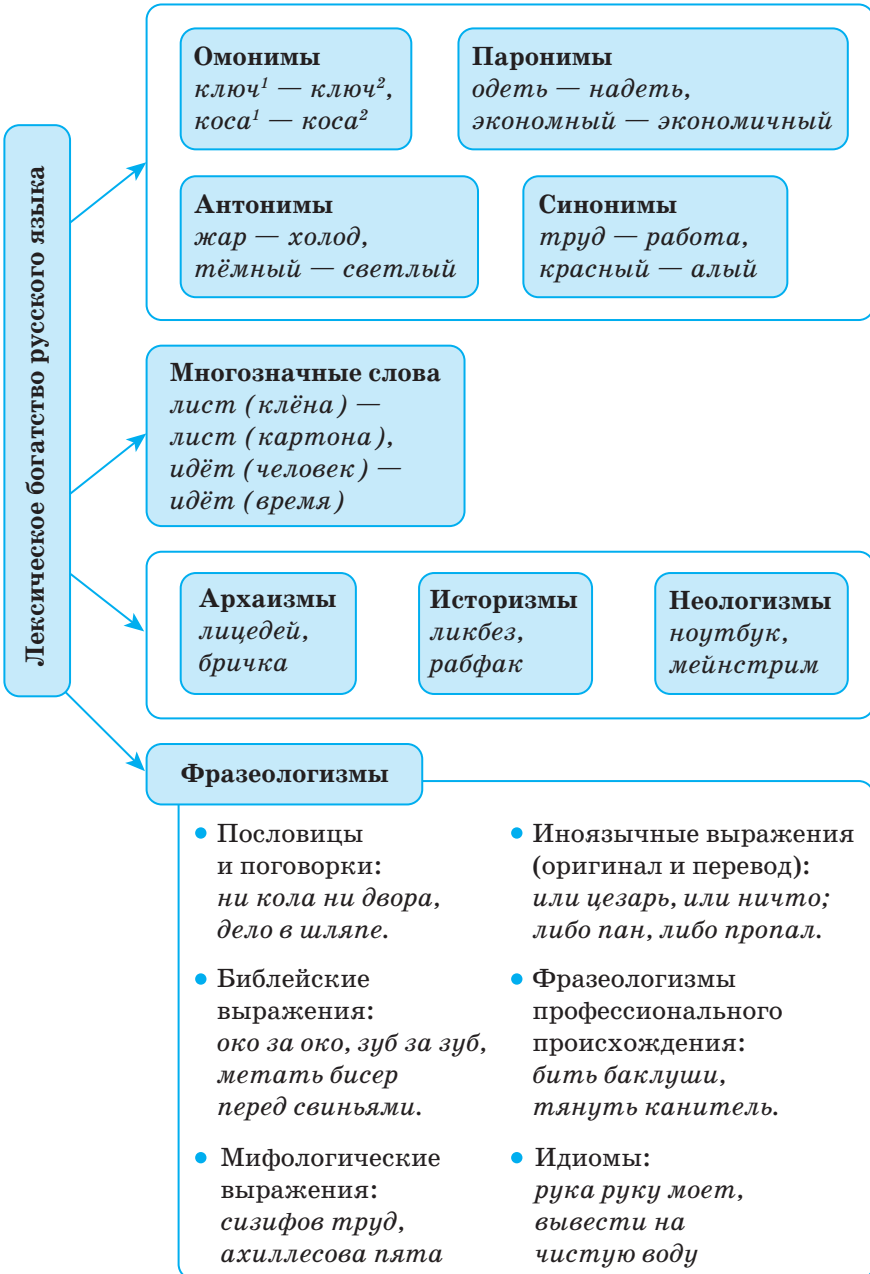 Лексическое богатство русского языка
Омонимы
ключ¹ — ключ²,
коса¹ — коса²
Паронимы
одеть — надеть,
экономный — экономичный
Антонимы
жар — холод,
тёмный — светлый
Синонимы
труд — работа,
красный — алый
Многозначные слова
лист (клёна) —
лист (картона),
идёт (человек) —
идёт (время)
Архаизмы
лицедей,
бричка
Историзмы
ликбез,
рабфак
Неологизмы
ноутбук,
мейнстрим
Фразеологизмы
• Пословицы
и поговорки:
ни кола ни двора,
дело в шляпе.
• Библейские
выражения:
око за око, зуб за зуб,
метать бисер
перед свиньями.
• Мифологические
выражения:
сизифов труд,
ахиллесова пята
• Иноязычные выражения
(оригинал и перевод):
или цезарь, или ничто;
либо пан, либо пропал.
• Фразеологизмы
профессионального
происхождения:
бить баклуши,
тянуть канитель.
• Идиомы:
рука руку моет,
вывести на
чистую воду